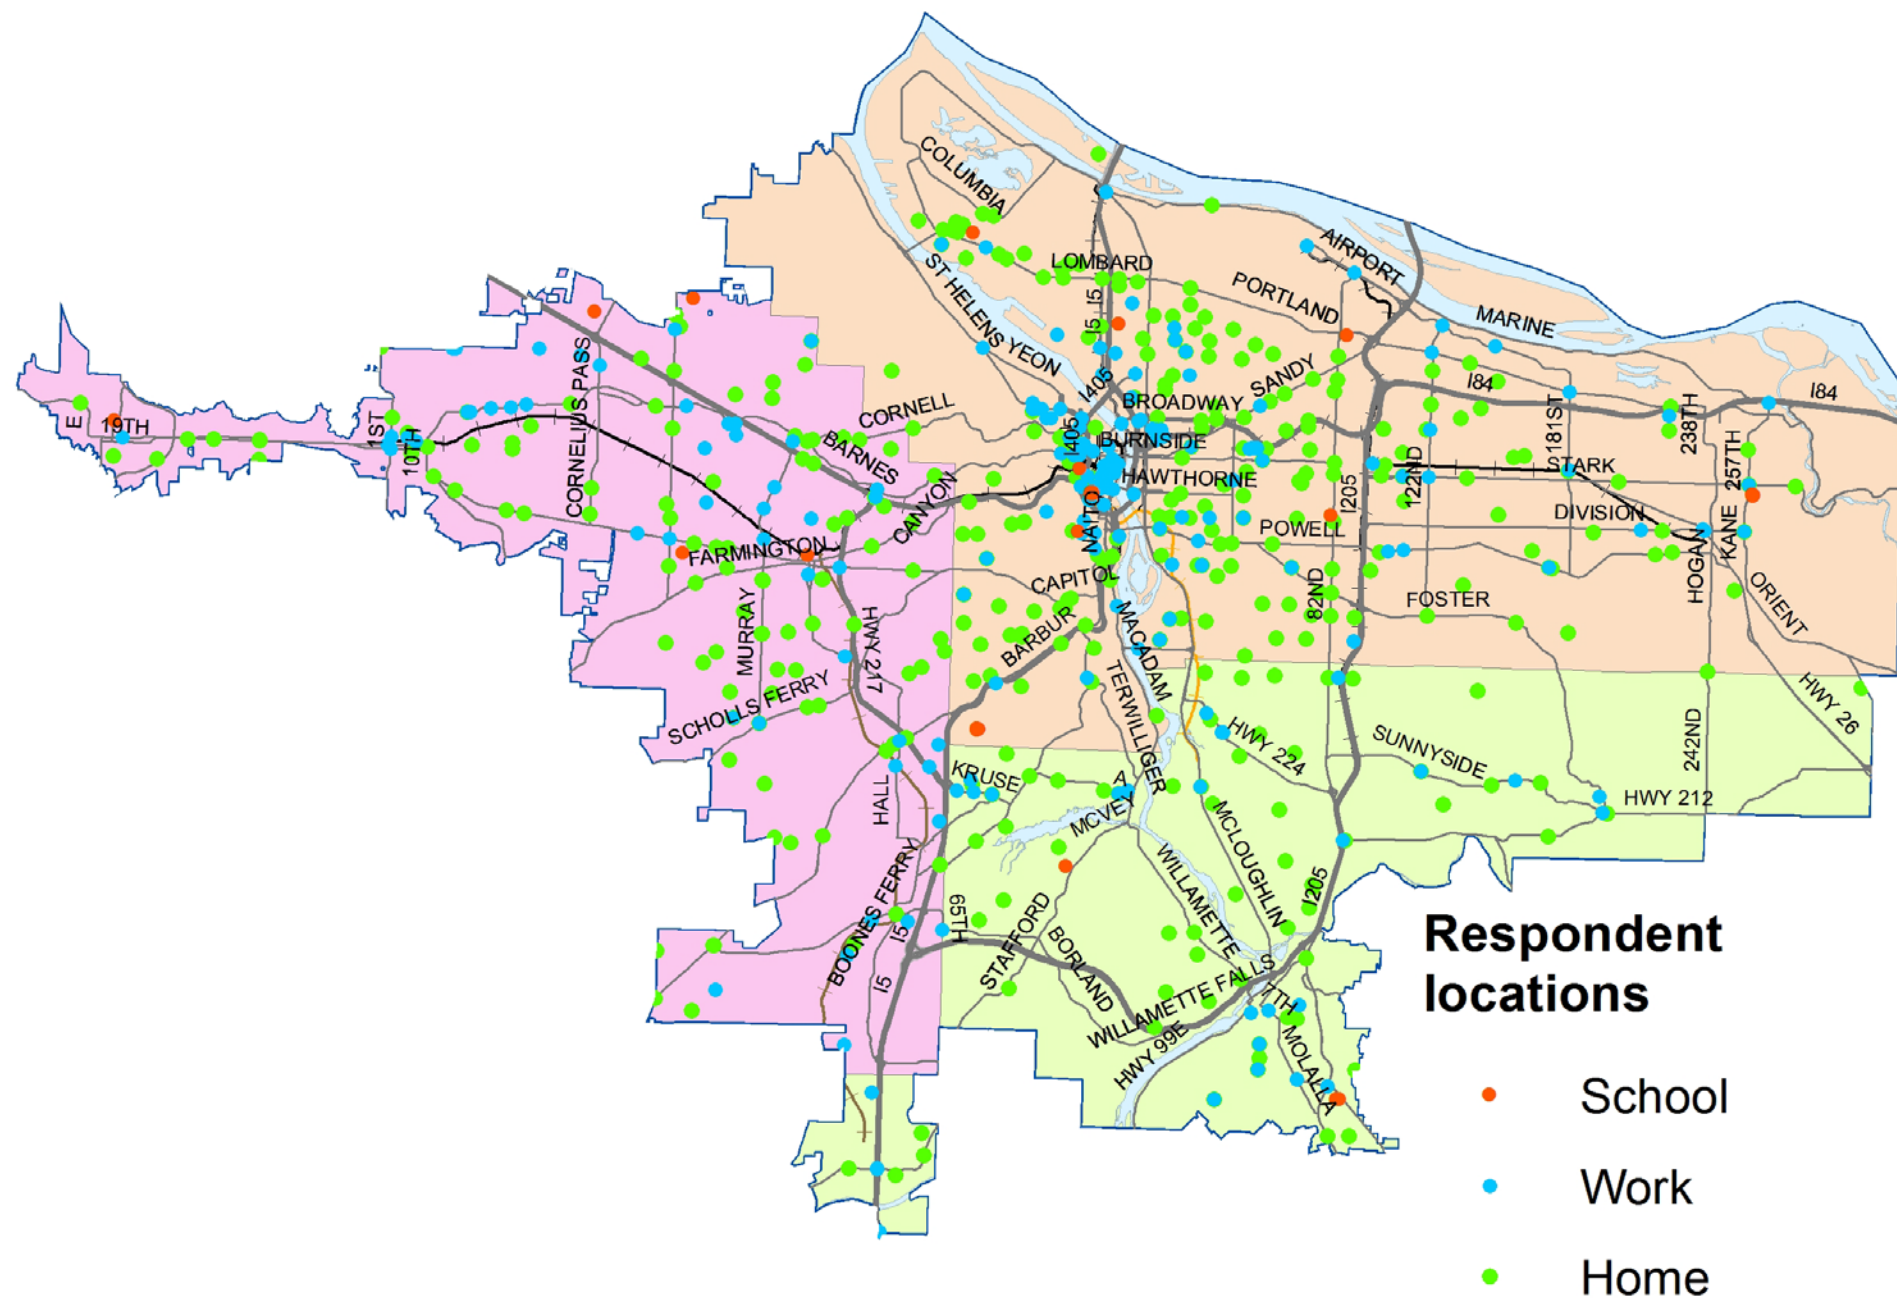 COLUMBIA
AIRPORT
LOMBARD
ST HELENS
PORTLAND
I5
MARINE
I5
YEON
CORNELIUS PASS
SANDY
I84
I84
I405
BROADWAY
CORNELL
E
19TH
1ST
10TH
BARNES
I405
BURNSIDE
181ST
238TH
257TH
STARK
CANYON
HAWTHORNE
I205
122ND
NAITO
POWELL
DIVISION
FARMINGTON
KANE
HOGAN
CAPITOL
82ND
FOSTER
ORIENT
MURRAY
HWY 217
BARBUR
MACADAM
SCHOLLS FERRY
TERWILLIGER
HWY 26
HWY 224
SUNNYSIDE
242ND
KRUSE
A
HWY 212
HALL
MCVEY
MCLOUGHLIN
BOONES FERRY
WILLAMETTE
I205
65TH
STAFFORD
I5
BORLAND
I5
WILLAMETTE FALLS
7TH
HWY 99E
MOLALLA
Respondent
locations
School
Work
Home